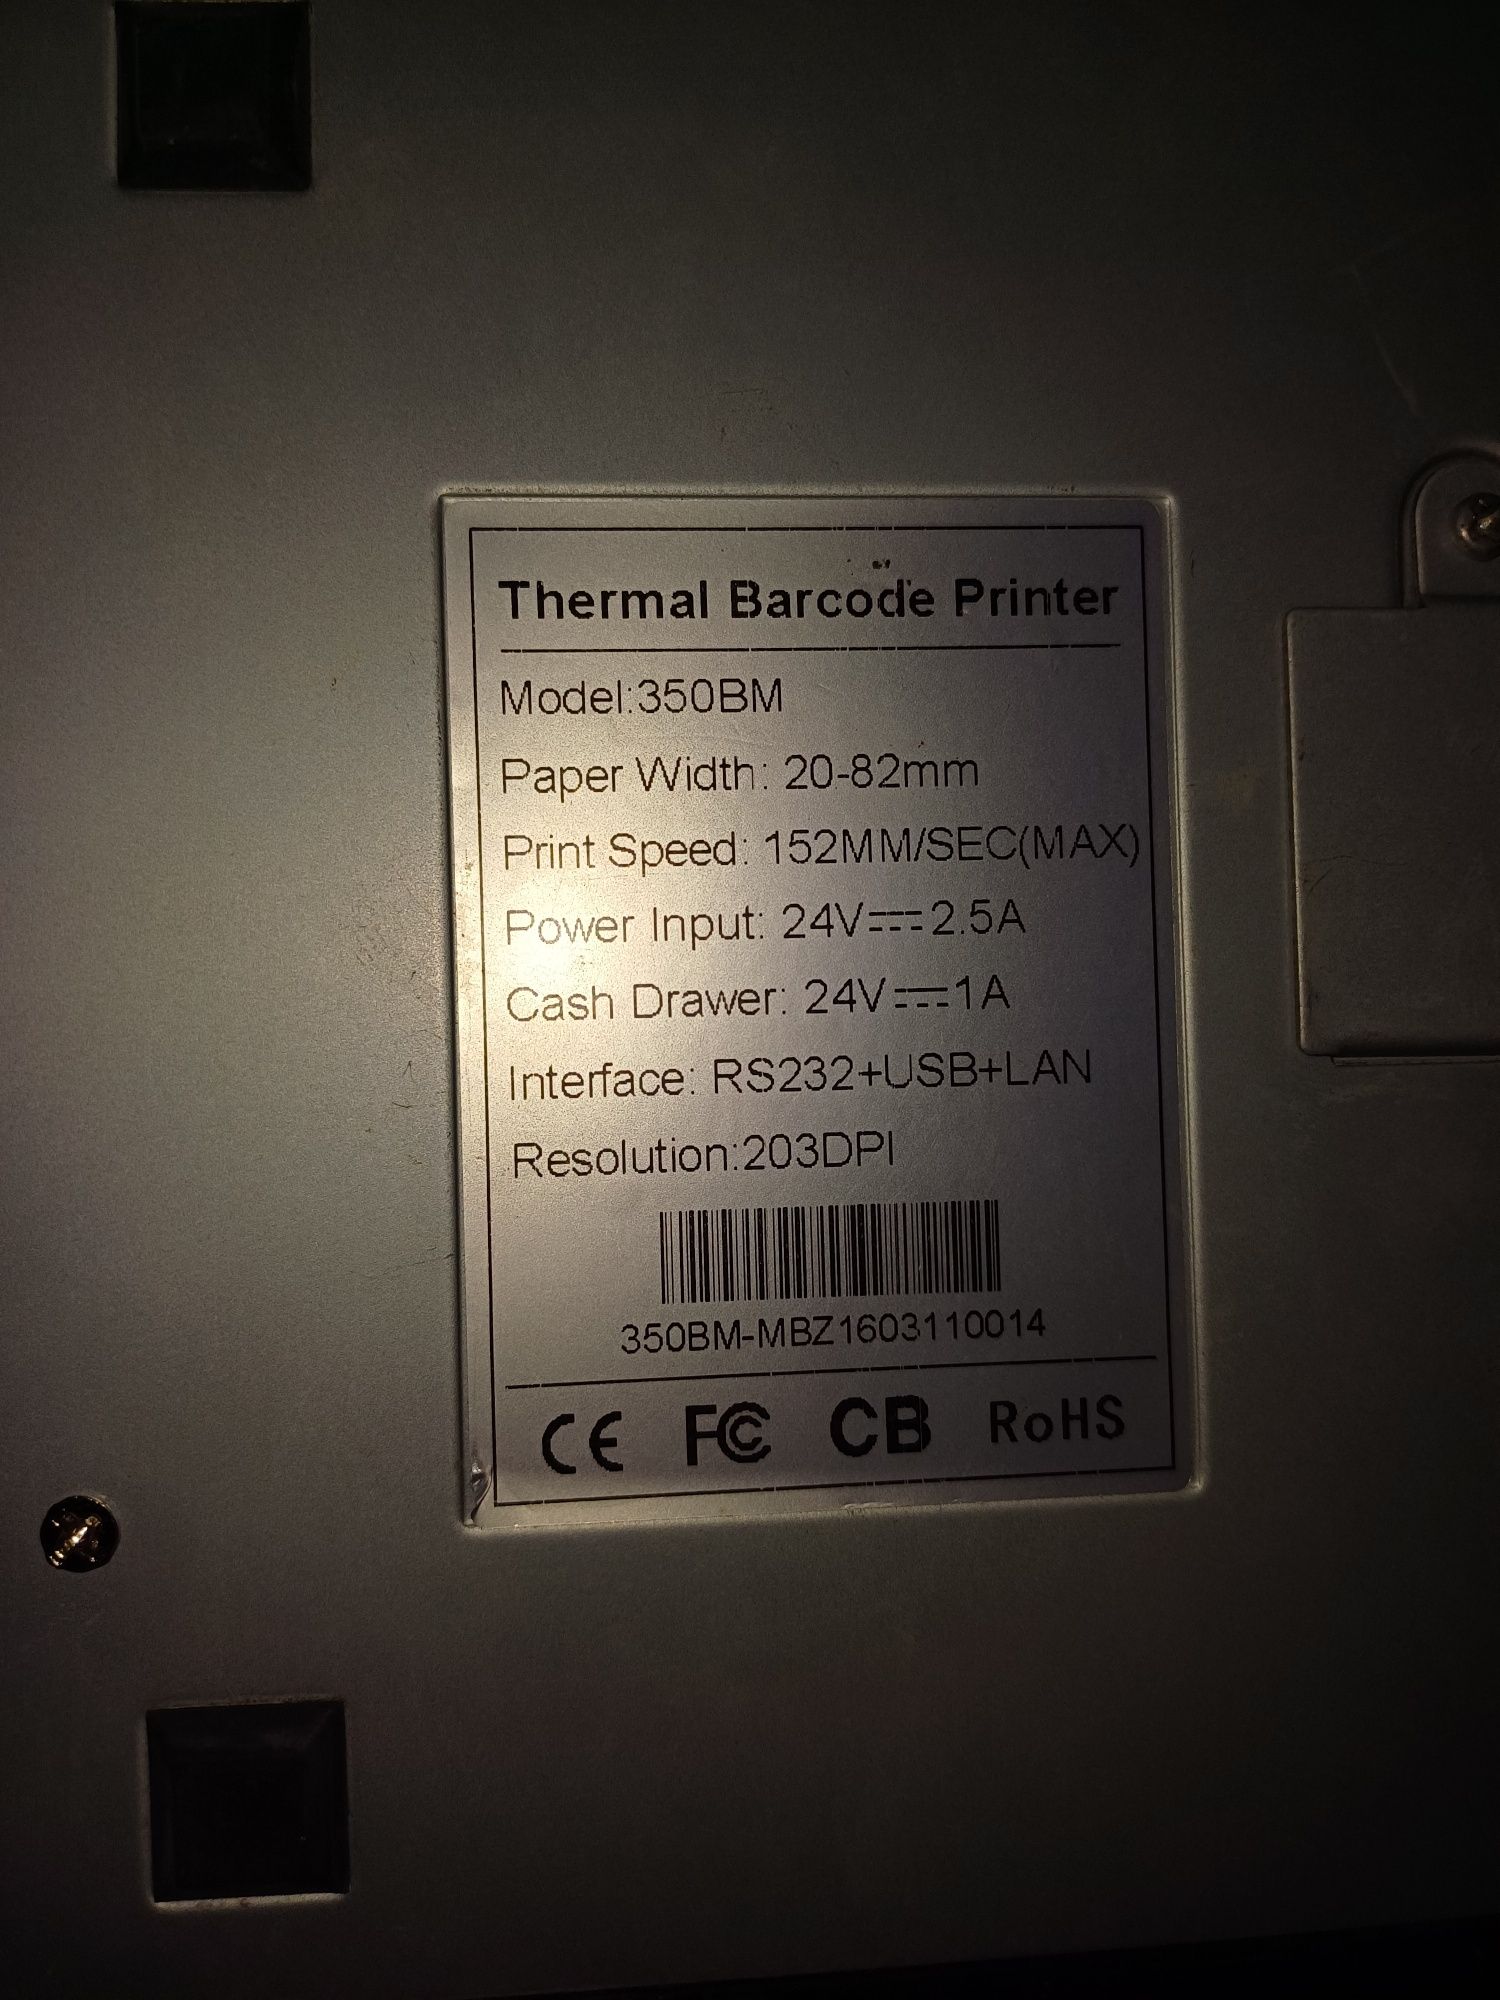 Thermal Barcode Printer
Model:350BM
Paper Width: 20-82mm
Print Speed: 152MM/SEC(MAX)
Power Input: 24V⎓2.5A
Cash Drawer: 24V⎓1A
Interface: RS232+USB+LAN
Resolution:203DPI
350BM-MBZ1603110014
CE FC CB RoHS